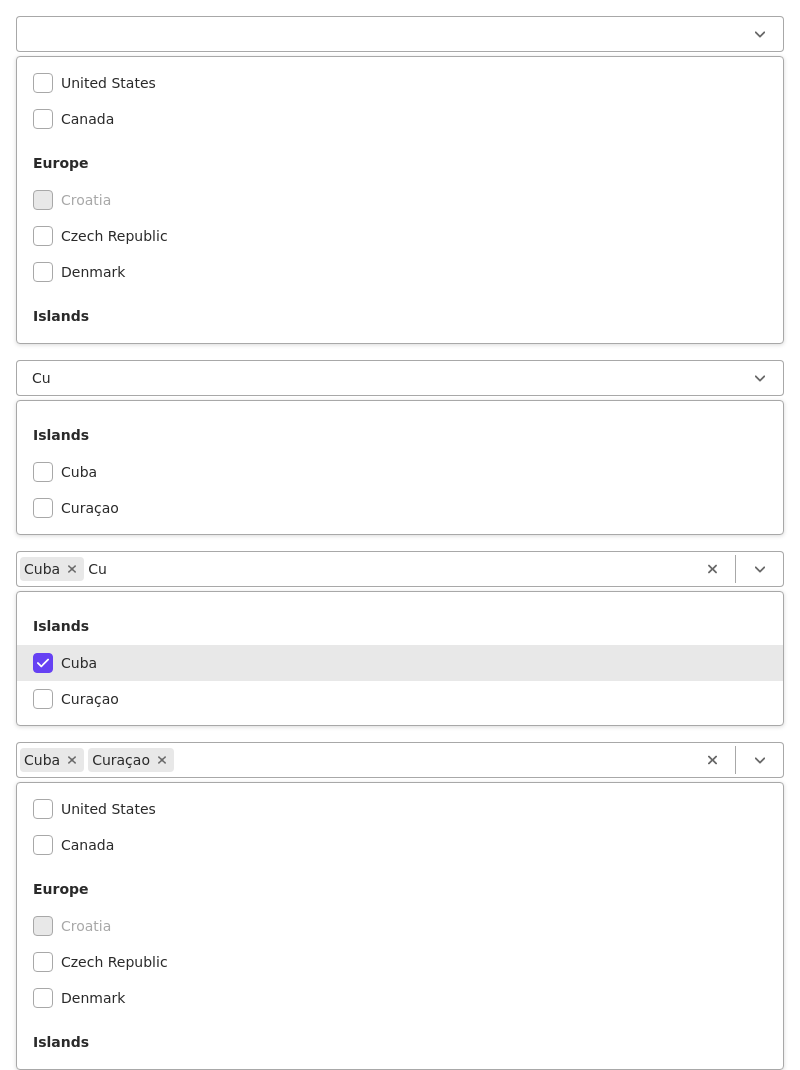 United States
Canada
Europe
Croatia
Czech Republic
Denmark
Islands
Cu
Islands
Cuba
Curaçao
Cuba Cu
Islands
Cuba
Curaçao
Cuba Curaçao
United States
Canada
Europe
Croatia
Czech Republic
Denmark
Islands